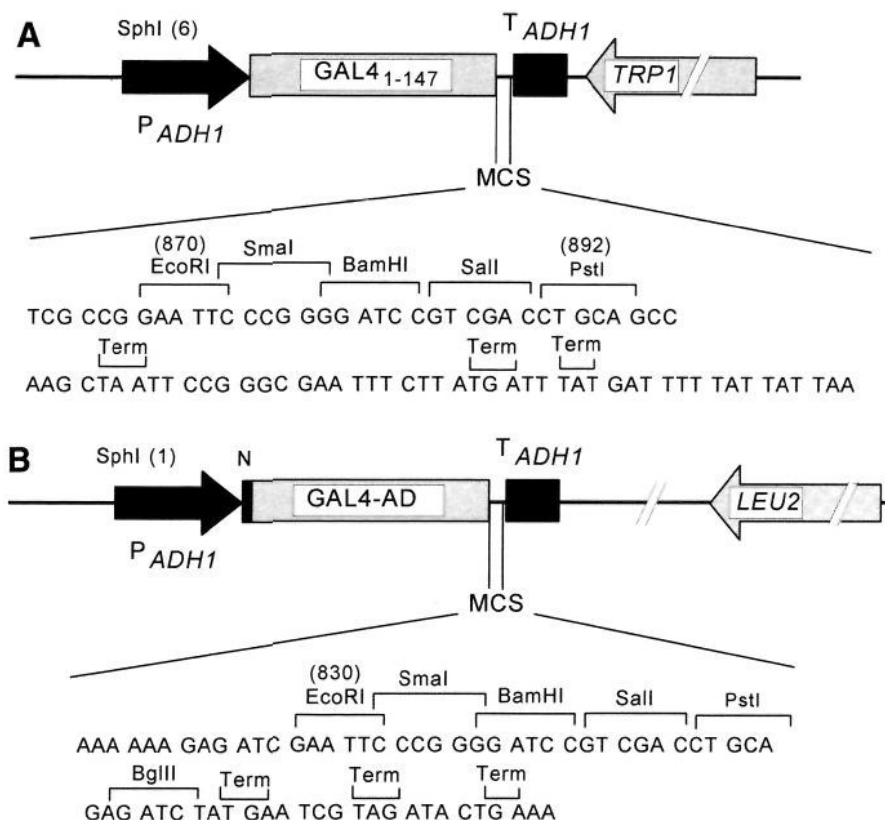 A
SphI (6)
T ADH1
GAL4 1-147
TRP1
P ADH1
MCS
(870)
EcoRI
SmaI
BamHI
SalI
(892)
PstI
TCG CCG GAA TTC CCG GGG ATC CGT CGA CCT GCA GCC
Term
Term
Term
AAG CTA ATT CCG GGC GAA TTT CTT ATG ATT TAT GAT TTT TAT TAT TAA
B
SphI (1)
N
T ADH1
GAL4-AD
LEU2
P ADH1
MCS
(830)
EcoRI
SmaI
BamHI
SalI
PstI
AAA AAA GAG ATC GAA TTC CCG GGG ATC CGT CGA CCT GCA
BglII
Term
Term
Term
GAG ATC TAT GAA TCG TAG ATA CTG AAA